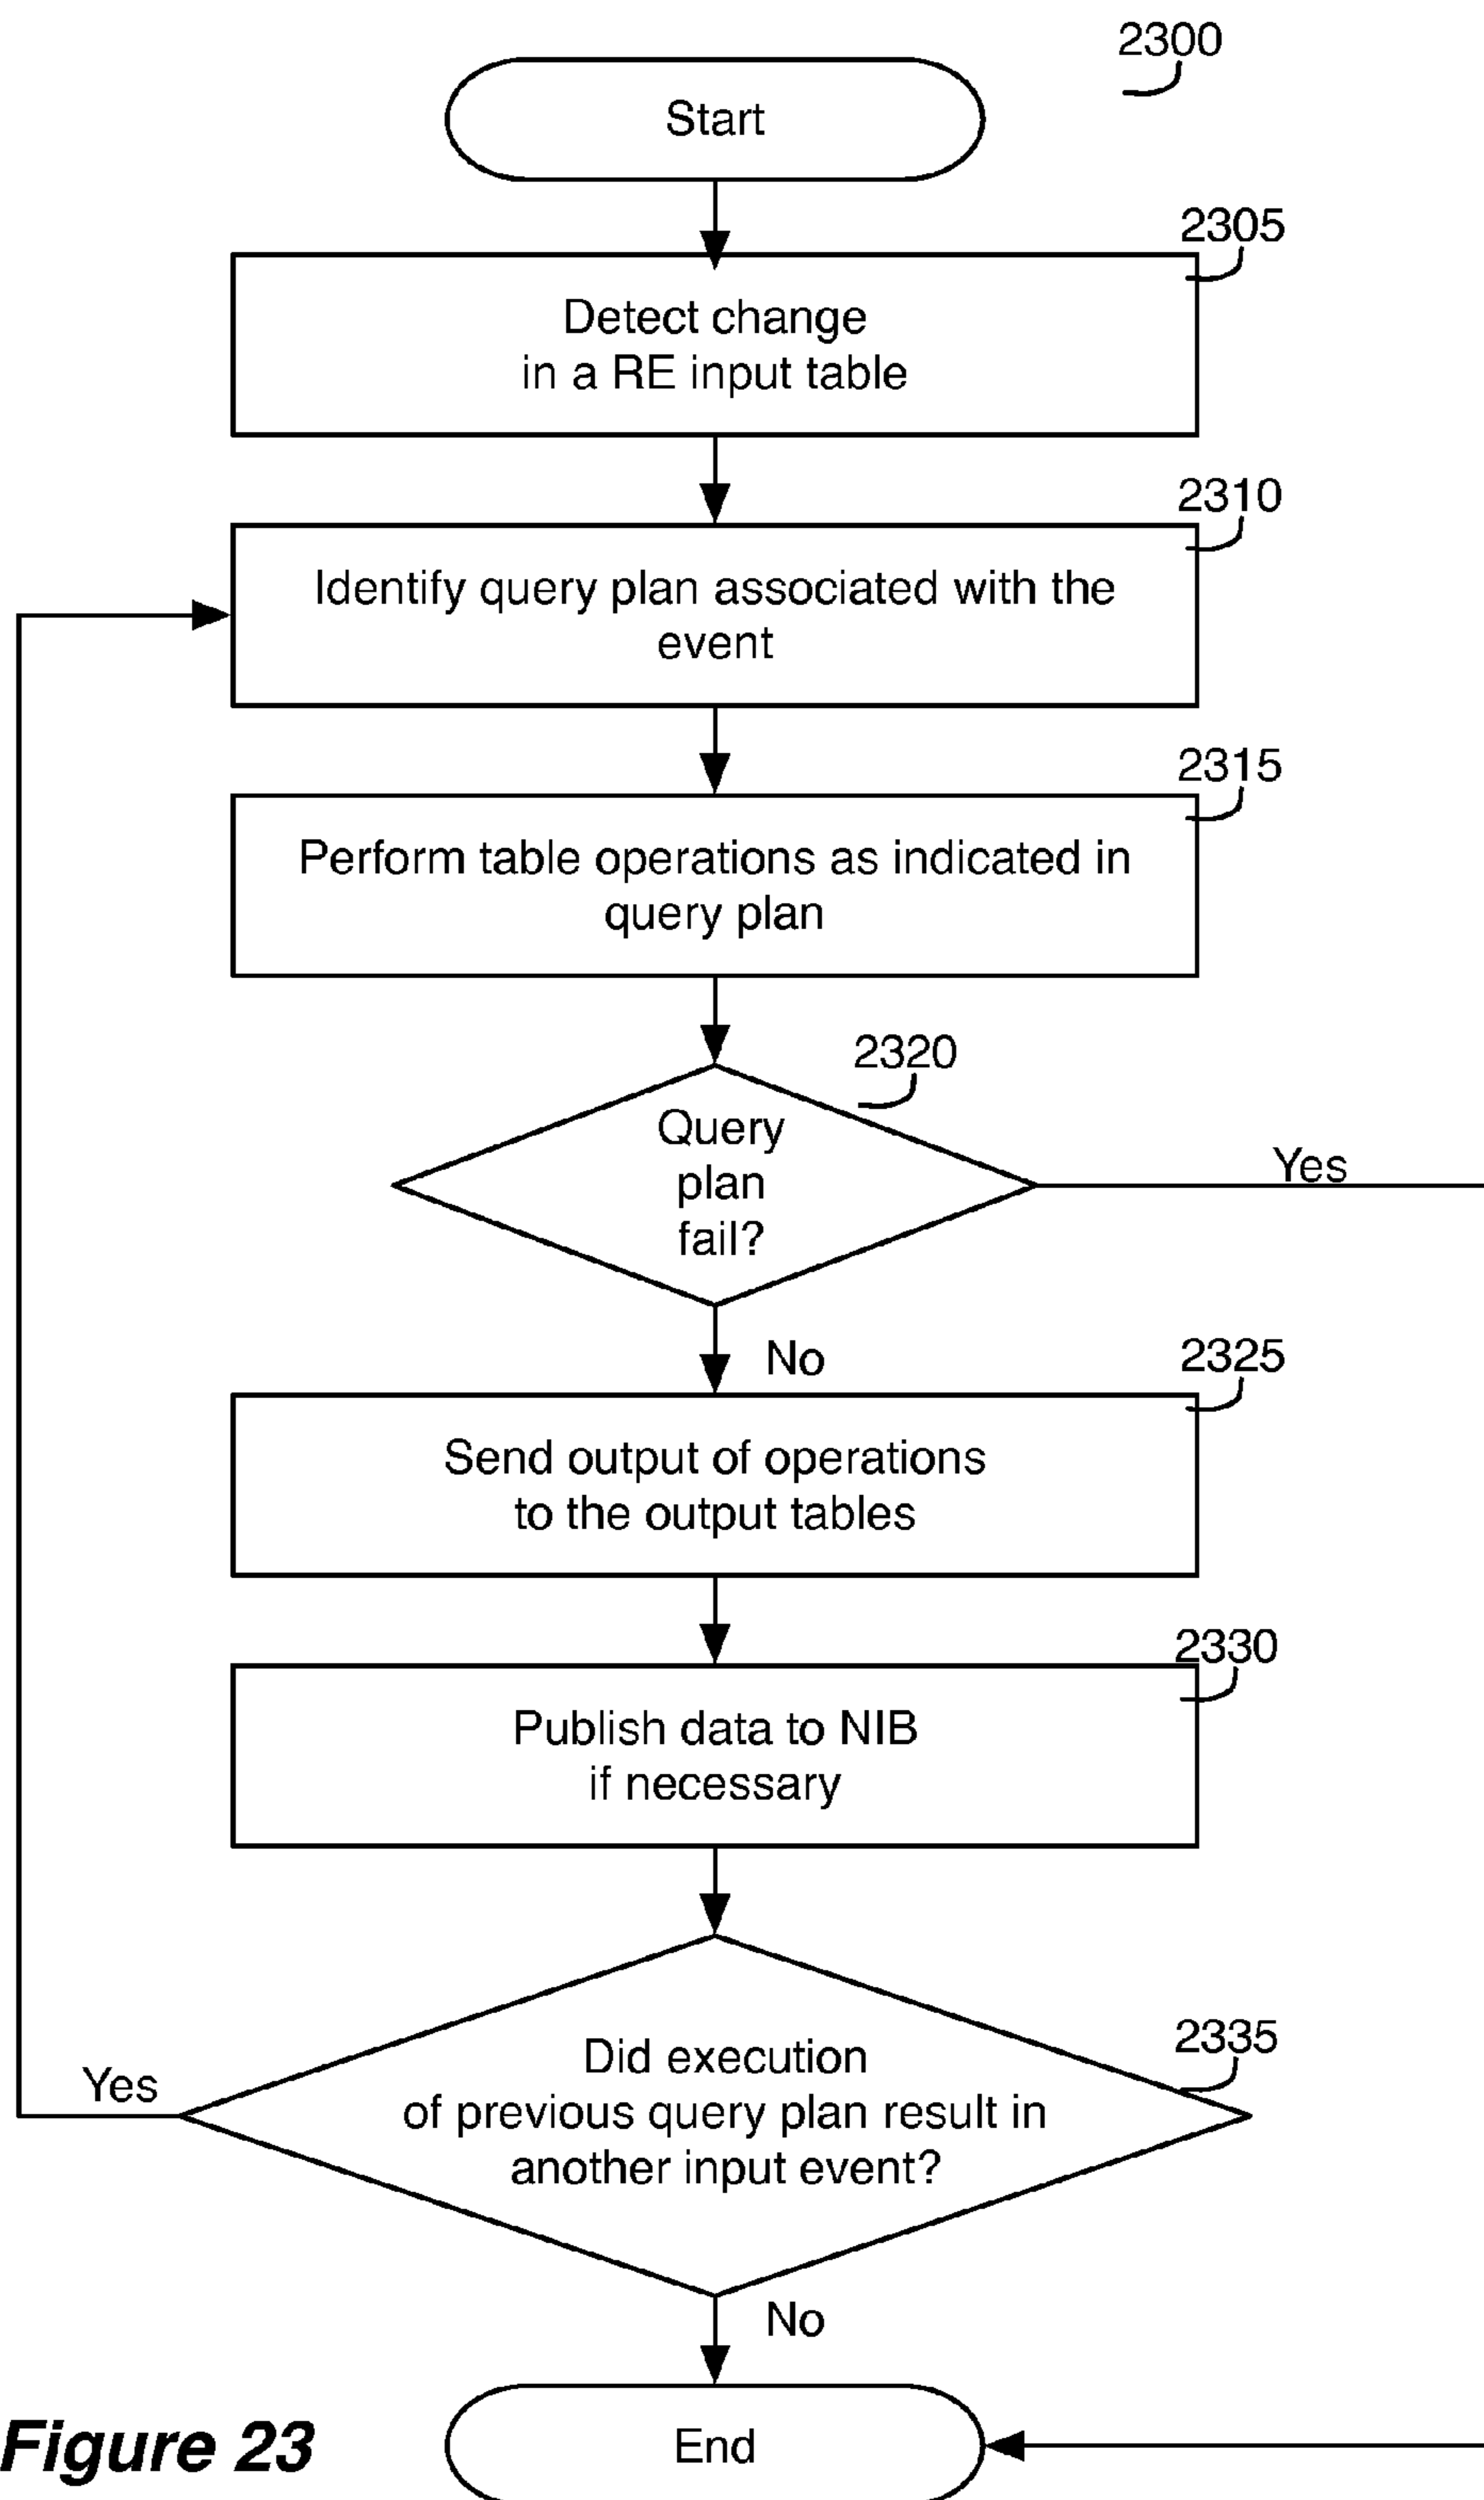 2300
Start
2305
Detect change
in a RE input table
2310
Identify query plan associated with the
event
2315
Perform table operations as indicated in
query plan
2320
Query
plan
fail?
Yes
No
2325
Send output of operations
to the output tables
2330
Publish data to NIB
if necessary
2335
Did execution
of previous query plan result in
another input event?
Yes
No
End
Figure 23